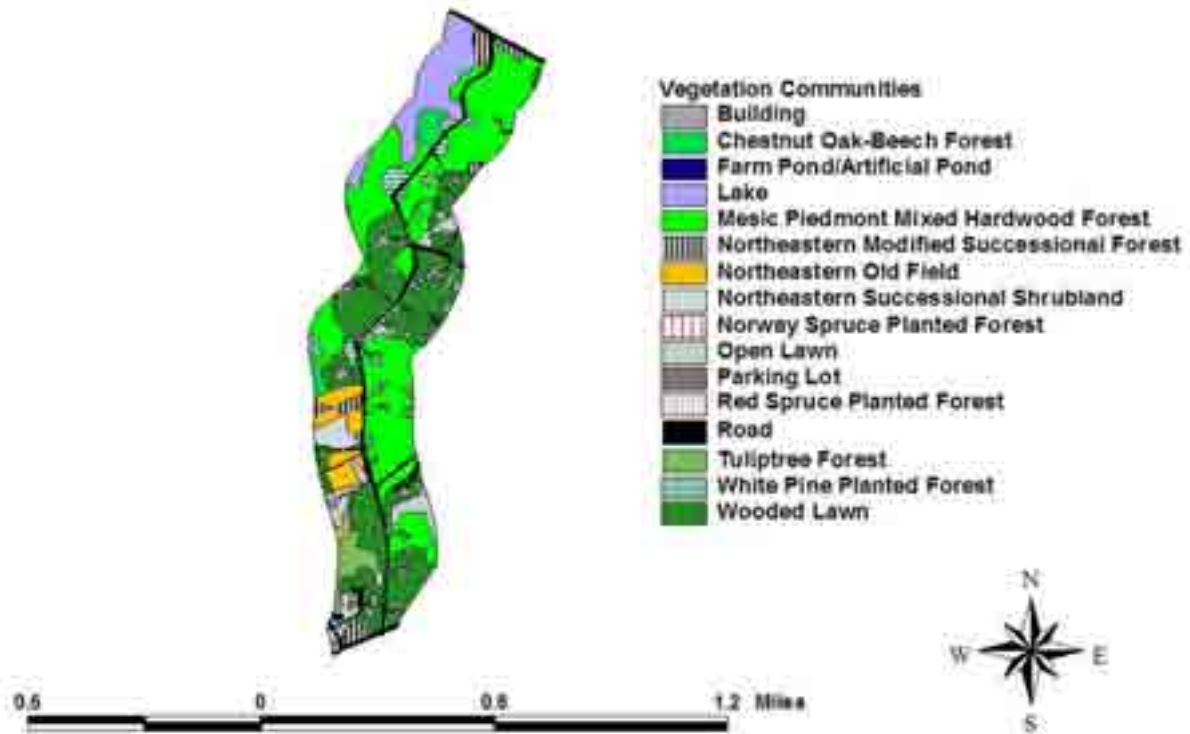 Vegetation Communities
Building
Chestnut Oak-Beech Forest
Farm Pond/Artificial Pond
Lake
Mesic Piedmont Mixed Hardwood Forest
Northeastern Modified Successional Forest
Northeastern Old Field
Northeastern Successional Shrubland
Norway Spruce Planted Forest
Open Lawn
Parking Lot
Red Spruce Planted Forest
Road
Tuliptree Forest
White Pine Planted Forest
Wooded Lawn
N
W E
S
0.6 0 0.6 1.2 Miles